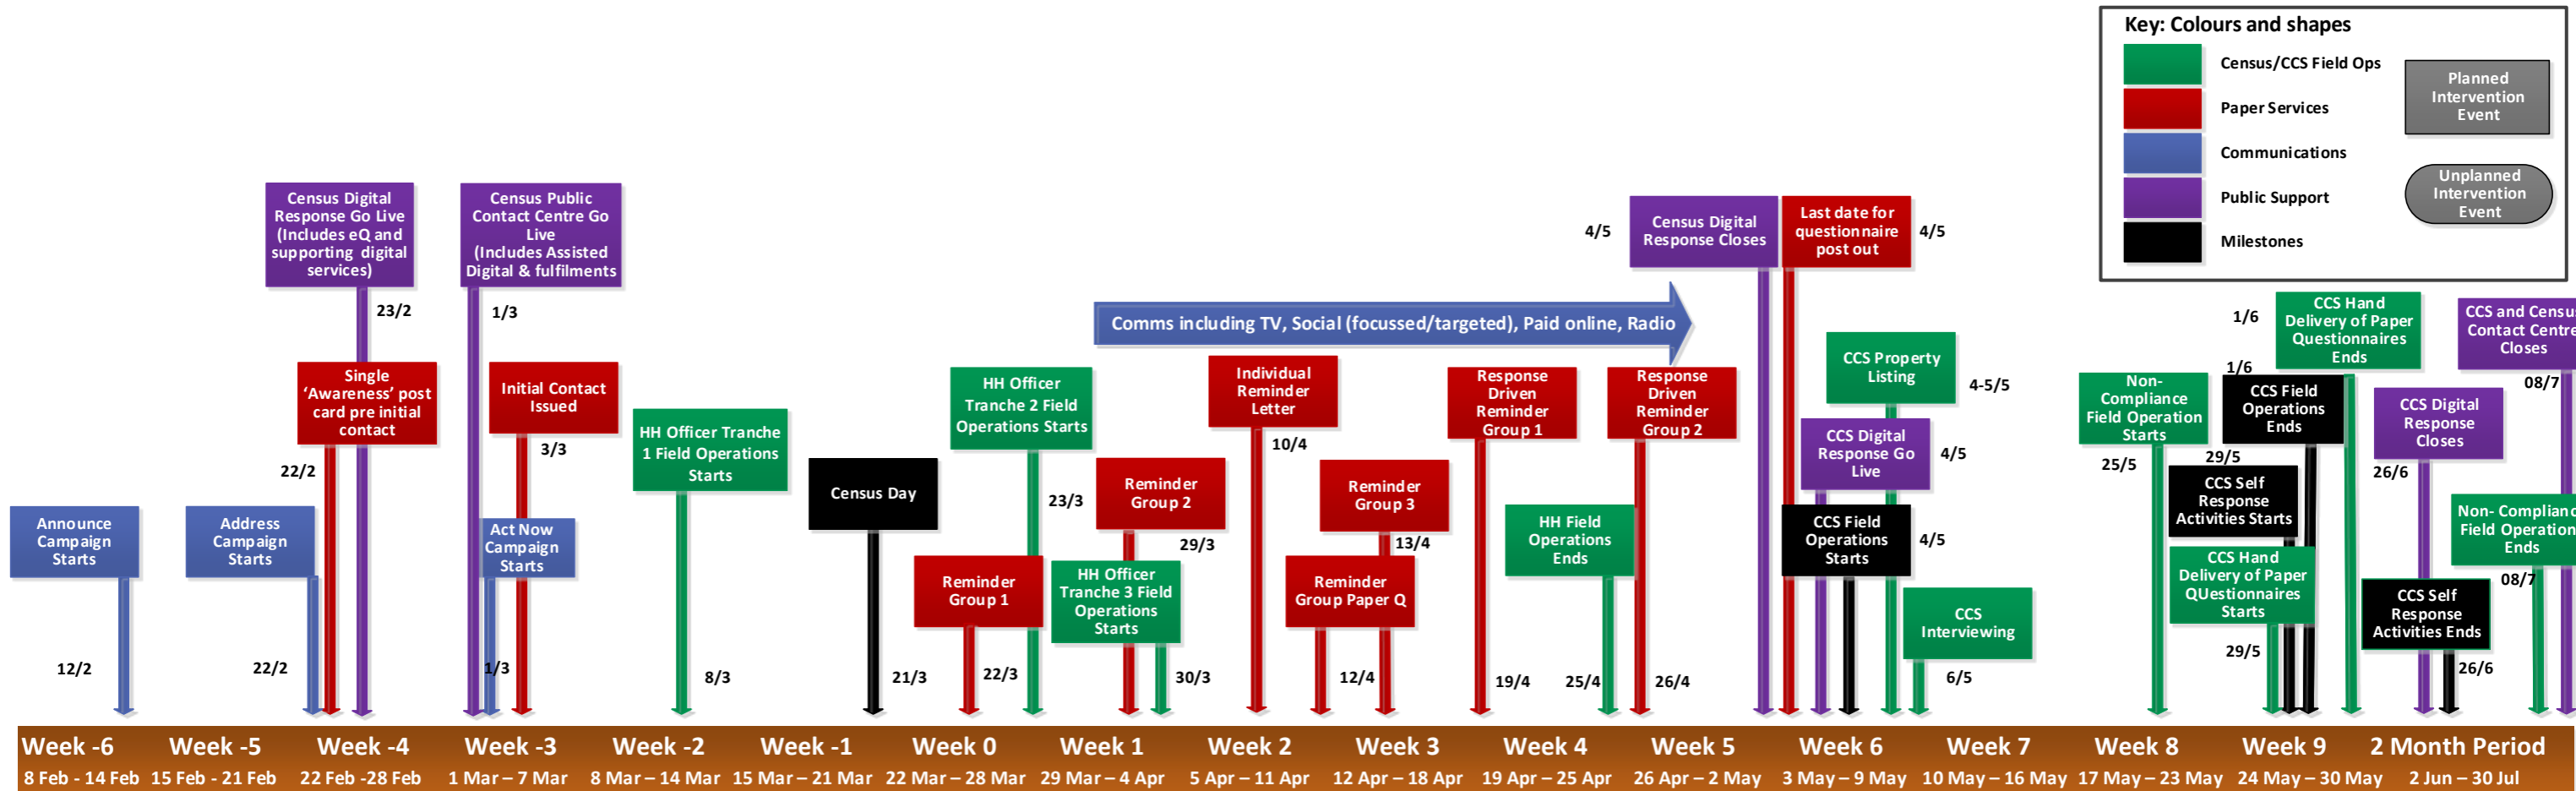 Key: Colours and shapes
Census/CCS Field Ops
Paper Services
Communications
Public Support
Milestones
Planned
Intervention
Event
Unplanned
Intervention
Event
Announce
Campaign
Starts
12/2
Address
Campaign
Starts
22/2
Census Digital
Response Go Live
(Includes eQ and
supporting digital
services)
23/2
Single
‘Awareness’ post
card pre initial
contact
22/2
Census Public
Contact Centre Go
Live
(Includes Assisted
Digital & fulfilments
1/3
Initial Contact
Issued
3/3
Act Now
Campaign
Starts
1/3
HH Officer Tranche
1 Field Operations
Starts
8/3
Census Day
21/3
HH Officer
Tranche 2 Field
Operations Starts
23/3
Reminder
Group 1
22/3
Comms including TV, Social (focussed/targeted), Paid online, Radio
Reminder
Group 2
29/3
HH Officer
Tranche 3 Field
Operations
Starts
30/3
Individual
Reminder
Letter
10/4
Reminder
Group 3
13/4
Reminder
Group Paper Q
12/4
Response
Driven
Reminder
Group 1
19/4
HH Field
Operations
Ends
25/4
Response
Driven
Reminder
Group 2
26/4
4/5
Census Digital
Response Closes
Last date for
questionnaire
post out
4/5
CCS Property
Listing
4-5/5
CCS Digital
Response Go
Live
4/5
CCS Field
Operations
Starts
4/5
CCS
Interviewing
6/5
Non-
Compliance
Field Operation
Starts
25/5
1/6
CCS Hand
Delivery of Paper
Questionnaires
Ends
1/6
CCS Field
Operations
Ends
29/5
CCS Self
Response
Activities Starts
CCS Hand
Delivery of Paper
QUestionnaires
Starts
29/5
CCS and Census
Contact Centre
Closes
08/7
CCS Digital
Response
Closes
26/6
Non- Complianc
Field Operation
Ends
08/7
CCS Self
Response
Activities Ends
26/6
Week -6
8 Feb - 14 Feb
Week -5
15 Feb - 21 Feb
Week -4
22 Feb -28 Feb
Week -3
1 Mar – 7 Mar
Week -2
8 Mar – 14 Mar
Week -1
15 Mar – 21 Mar
Week 0
22 Mar – 28 Mar
Week 1
29 Mar – 4 Apr
Week 2
5 Apr – 11 Apr
Week 3
12 Apr – 18 Apr
Week 4
19 Apr – 25 Apr
Week 5
26 Apr – 2 May
Week 6
3 May – 9 May
Week 7
10 May – 16 May
Week 8
17 May – 23 May
Week 9
24 May – 30 May
2 Month Period
2 Jun – 30 Jul